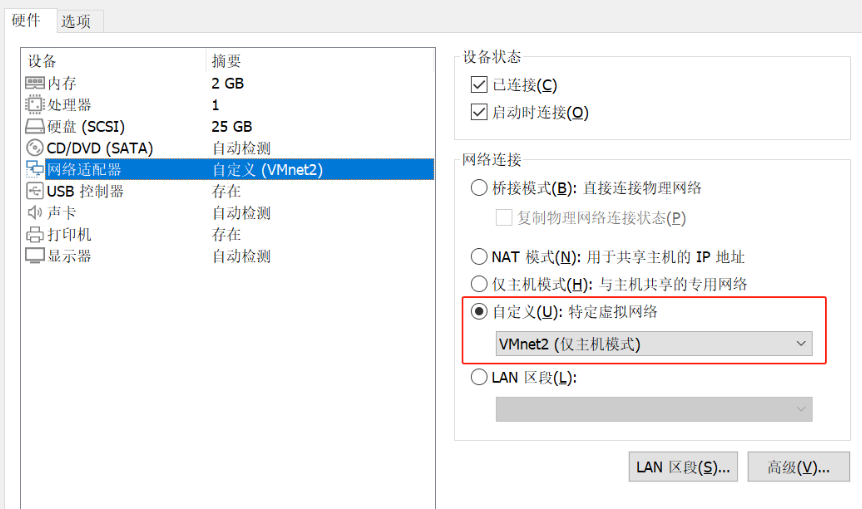 硬件 选项
设备 摘要
内存 2 GB
处理器 1
硬盘 (SCSI) 25 GB
CD/DVD (SATA) 自动检测
网络适配器 自定义 (VMnet2)
USB 控制器 存在
声卡 自动检测
打印机 存在
显示器 自动检测
设备状态
已连接(C)
启动时连接(O)
网络连接
桥接模式(B): 直接连接物理网络
复制物理网络连接状态(P)
NAT 模式(N): 用于共享主机的 IP 地址
仅主机模式(H): 与主机共享的专用网络
自定义(U): 特定虚拟网络
VMnet2 (仅主机模式)
LAN 区段(L):
LAN 区段(S)... 高级(V)...